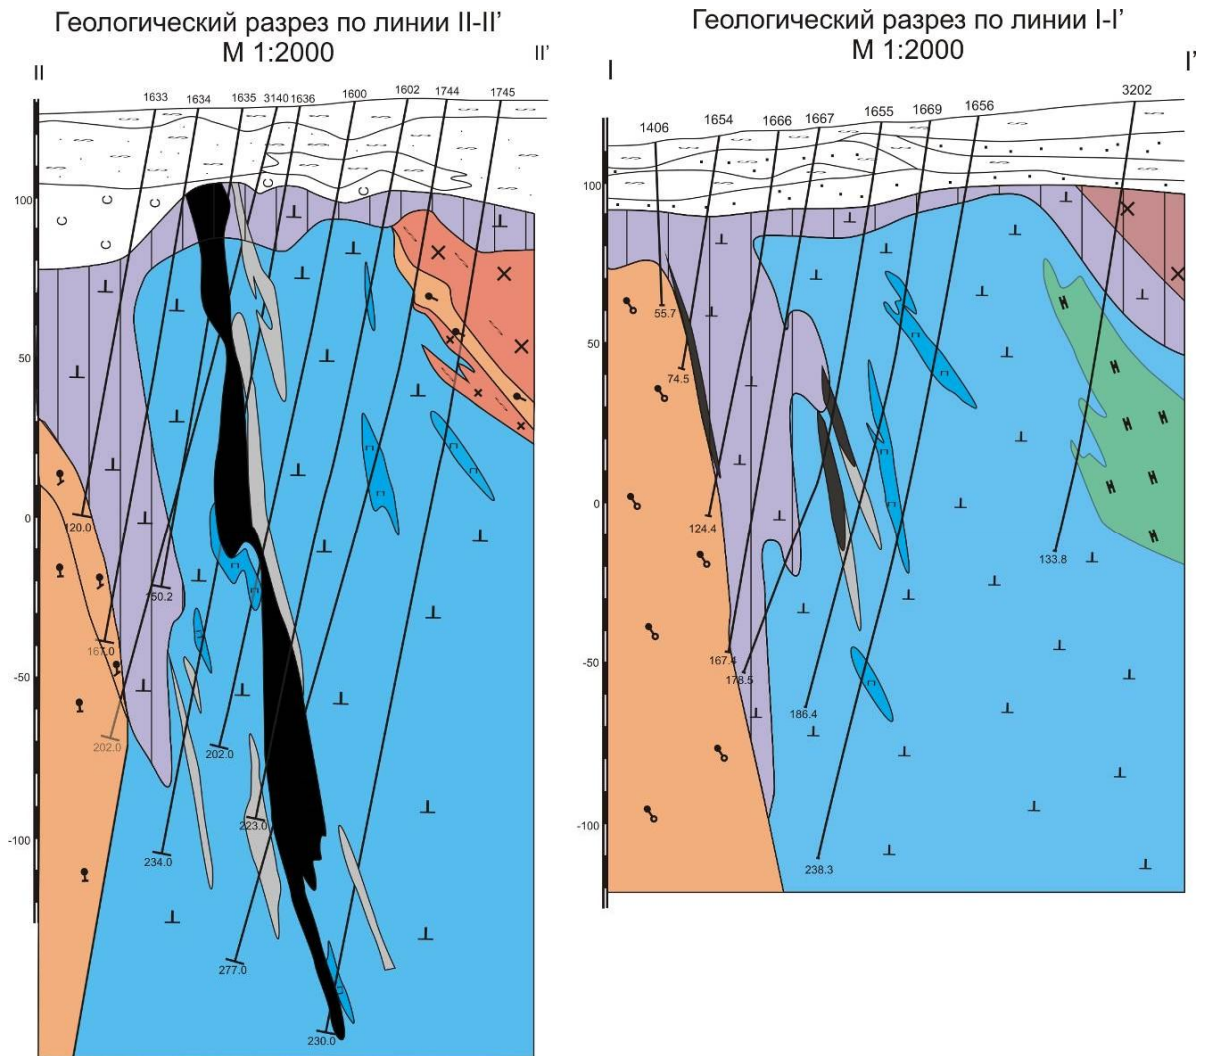 Геологический разрез по линии II-II’
М 1:2000
II
II’
1633 1634 1635 3140 1636 1600 1602 1744 1745
100
50
0
-50
-100
120.0
150.2
167.0
202.0
202.0
223.0
234.0
277.0
230.0
С
С
С
С
С
С
Геологический разрез по линии I-I’
М 1:2000
I
I’
1406 1654 1666 1667 1655 1669 1656 3202
100
50
0
-50
-100
55.7
74.5
124.4
133.8
167.4
178.5
186.4
238.3